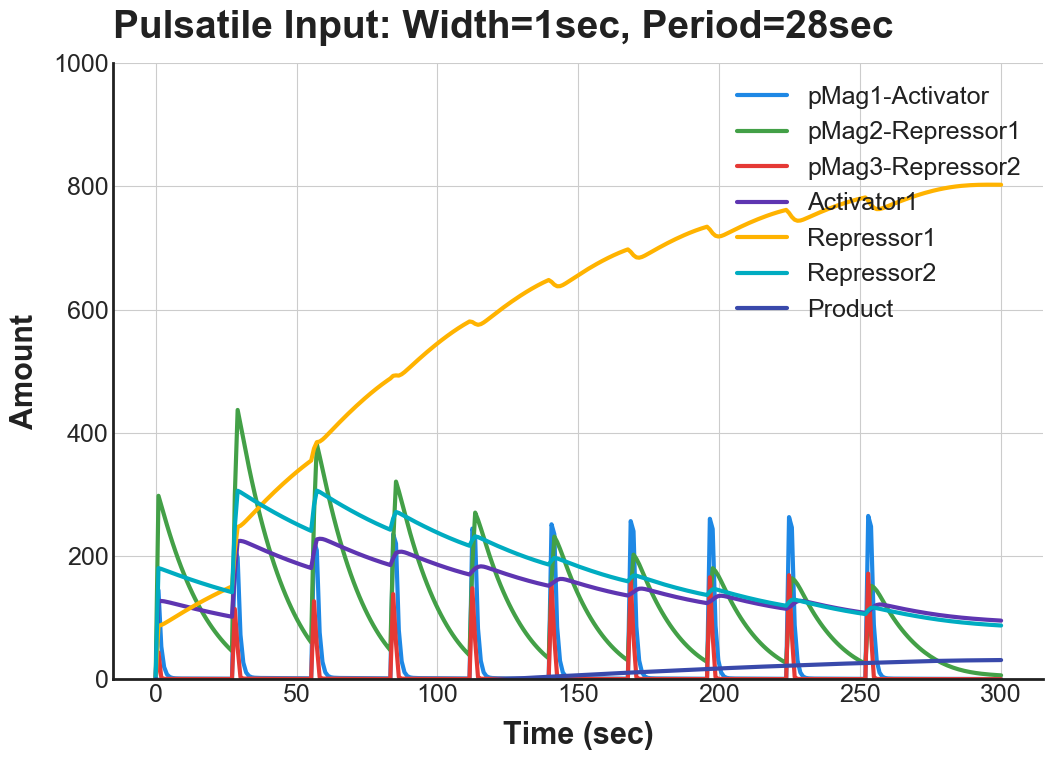 Pulsatile Input: Width=1sec, Period=28sec
1000
800
600
400
200
0
Amount
pMag1-Activator
pMag2-Repressor1
pMag3-Repressor2
Activator1
Repressor1
Repressor2
Product
0 50 100 150 200 250 300
Time (sec)